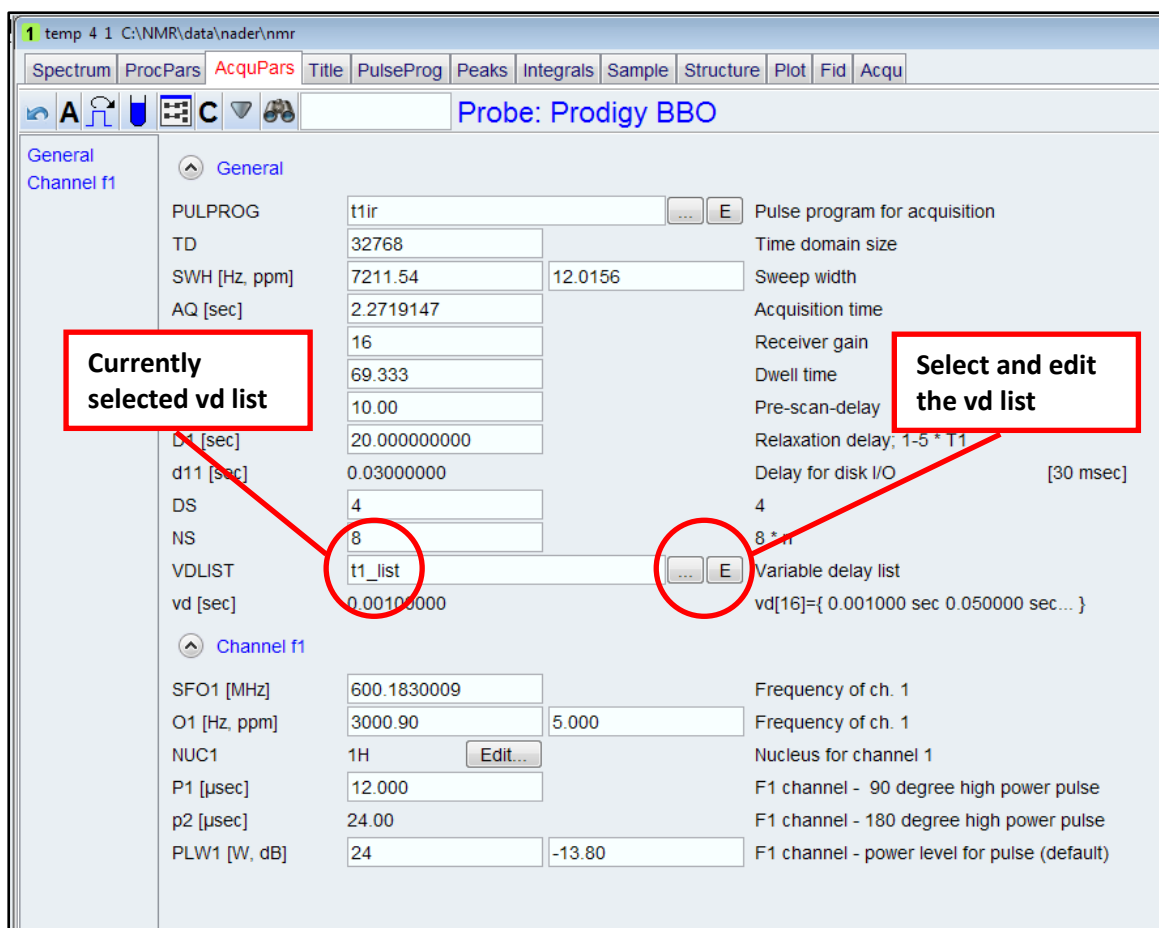 1 temp 4 1 C:\NMR\data\nader\nmr
Spectrum ProcPars AcquPars Title PulseProg Peaks Integrals Sample Structure Plot Fid Acqu
A C Probe: Prodigy BBO
General
Channel f1
General
PULPROG t1ir ... E Pulse program for acquisition
TD 32768 Time domain size
SWH [Hz, ppm] 7211.54 12.0156 Sweep width
AQ [sec] 2.2719147 Acquisition time
16 Receiver gain
69.333 Dwell time
10.00 Pre-scan-delay
Currently
selected vd list
Select and edit
the vd list
D1 [sec] 20.000000000 Relaxation delay; 1-5 * T1
d11 [sec] 0.03000000 Delay for disk I/O [30 msec]
DS 4 4
NS 8 8 * n
VDLIST t1_list ... E Variable delay list
vd [sec] 0.00100000 vd[16]={ 0.001000 sec 0.050000 sec... }
Channel f1
SFO1 [MHz] 600.1830009 Frequency of ch. 1
O1 [Hz, ppm] 3000.90 5.000 Frequency of ch. 1
NUC1 1H Edit... Nucleus for channel 1
P1 [µsec] 12.000 F1 channel - 90 degree high power pulse
p2 [µsec] 24.00 F1 channel - 180 degree high power pulse
PLW1 [W, dB] 24 -13.80 F1 channel - power level for pulse (default)